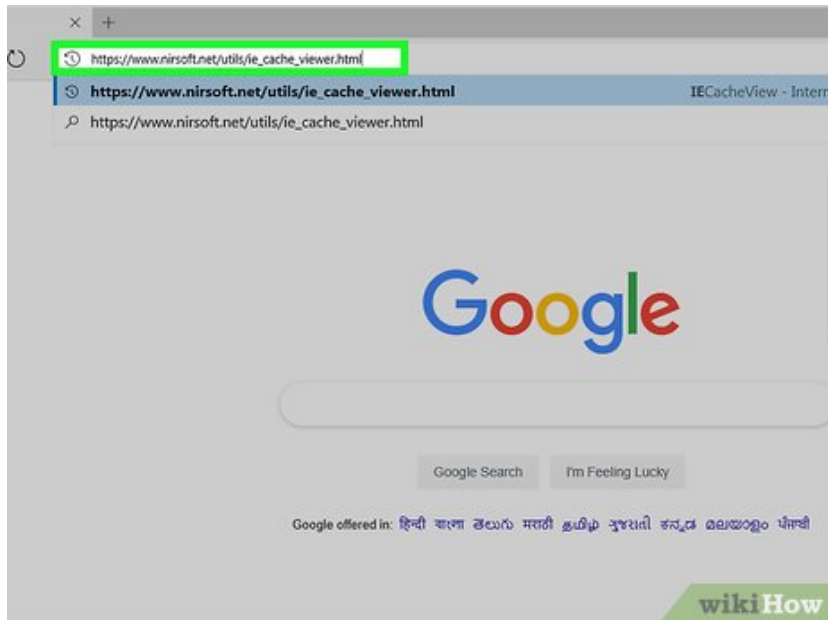 https://www.nirsoft.net/utils/ie_cache_viewer.html
https://www.nirsoft.net/utils/ie_cache_viewer.html IECacheView - Intern
https://www.nirsoft.net/utils/ie_cache_viewer.html
Google
Google Search I'm Feeling Lucky
Google offered in: हिन्दी বাংলা తెలుగు मराठी தமிழ் ગુજરાતી ಕನ್ನಡ മലയാളം ਪੰਜਾਬੀ
wikiHow